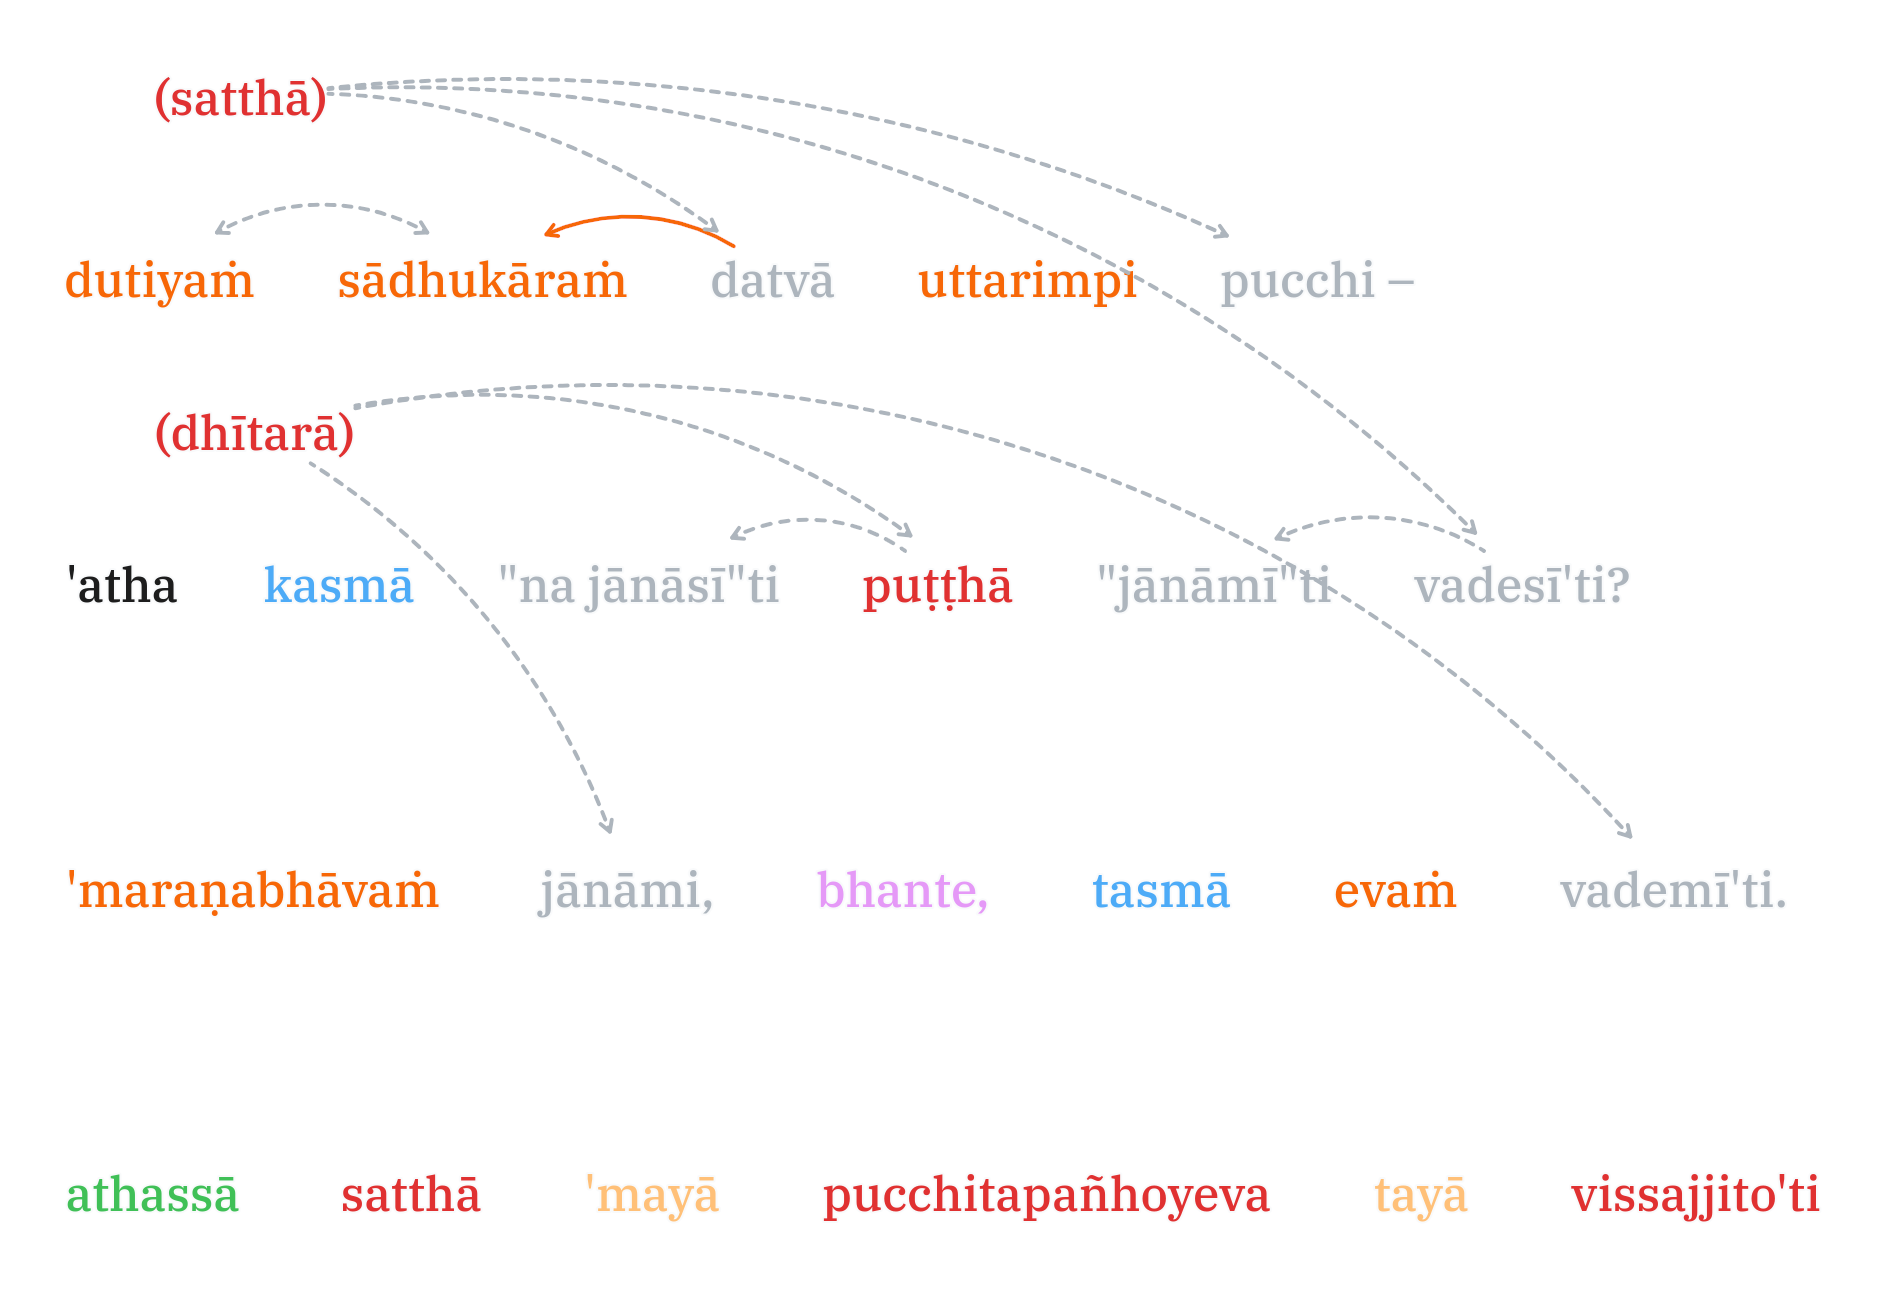 (satthā)
dutiyaṁ sādhukāraṁ datvā uttarimpi pucchi –
(dhītarā)
'atha kasmā "na jānāsī"ti puṭṭhā "jānāmī"ti vadesī'ti?
'maraṇabhāvaṁ jānāmi, bhante, tasmā evaṁ vademī'ti.
athassā satthā 'mayā pucchitapañhoyeva tayā vissajjito'ti